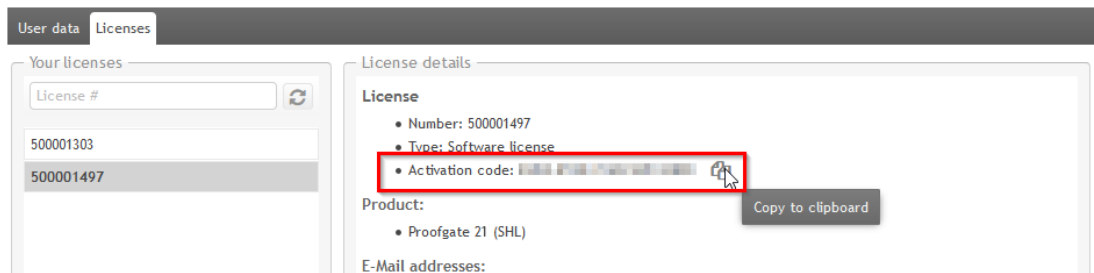 User data Licenses
Your licenses
License #
500001303
500001497
License details
License
• Number: 500001497
• Type: Software license
• Activation code:
Copy to clipboard
Product:
• Proofgate 21 (SHL)
E-Mail addresses: